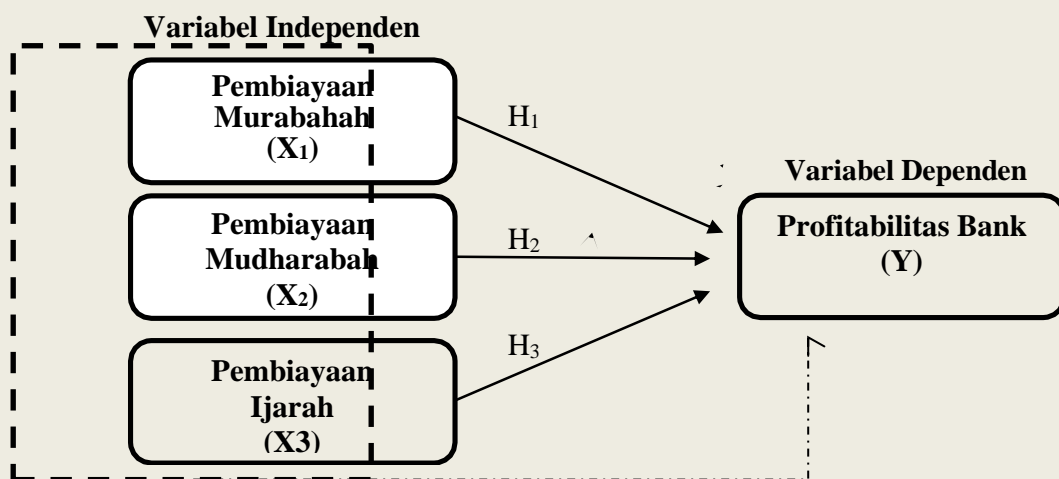 Variabel Independen
Pembiayaan
Murabahah
(X₁)
H₁
Pembiayaan
Mudharabah
(X₂)
H₂
Pembiayaan
Ijarah
(X3)
H₃
Variabel Dependen
Profitabilitas Bank
(Y)